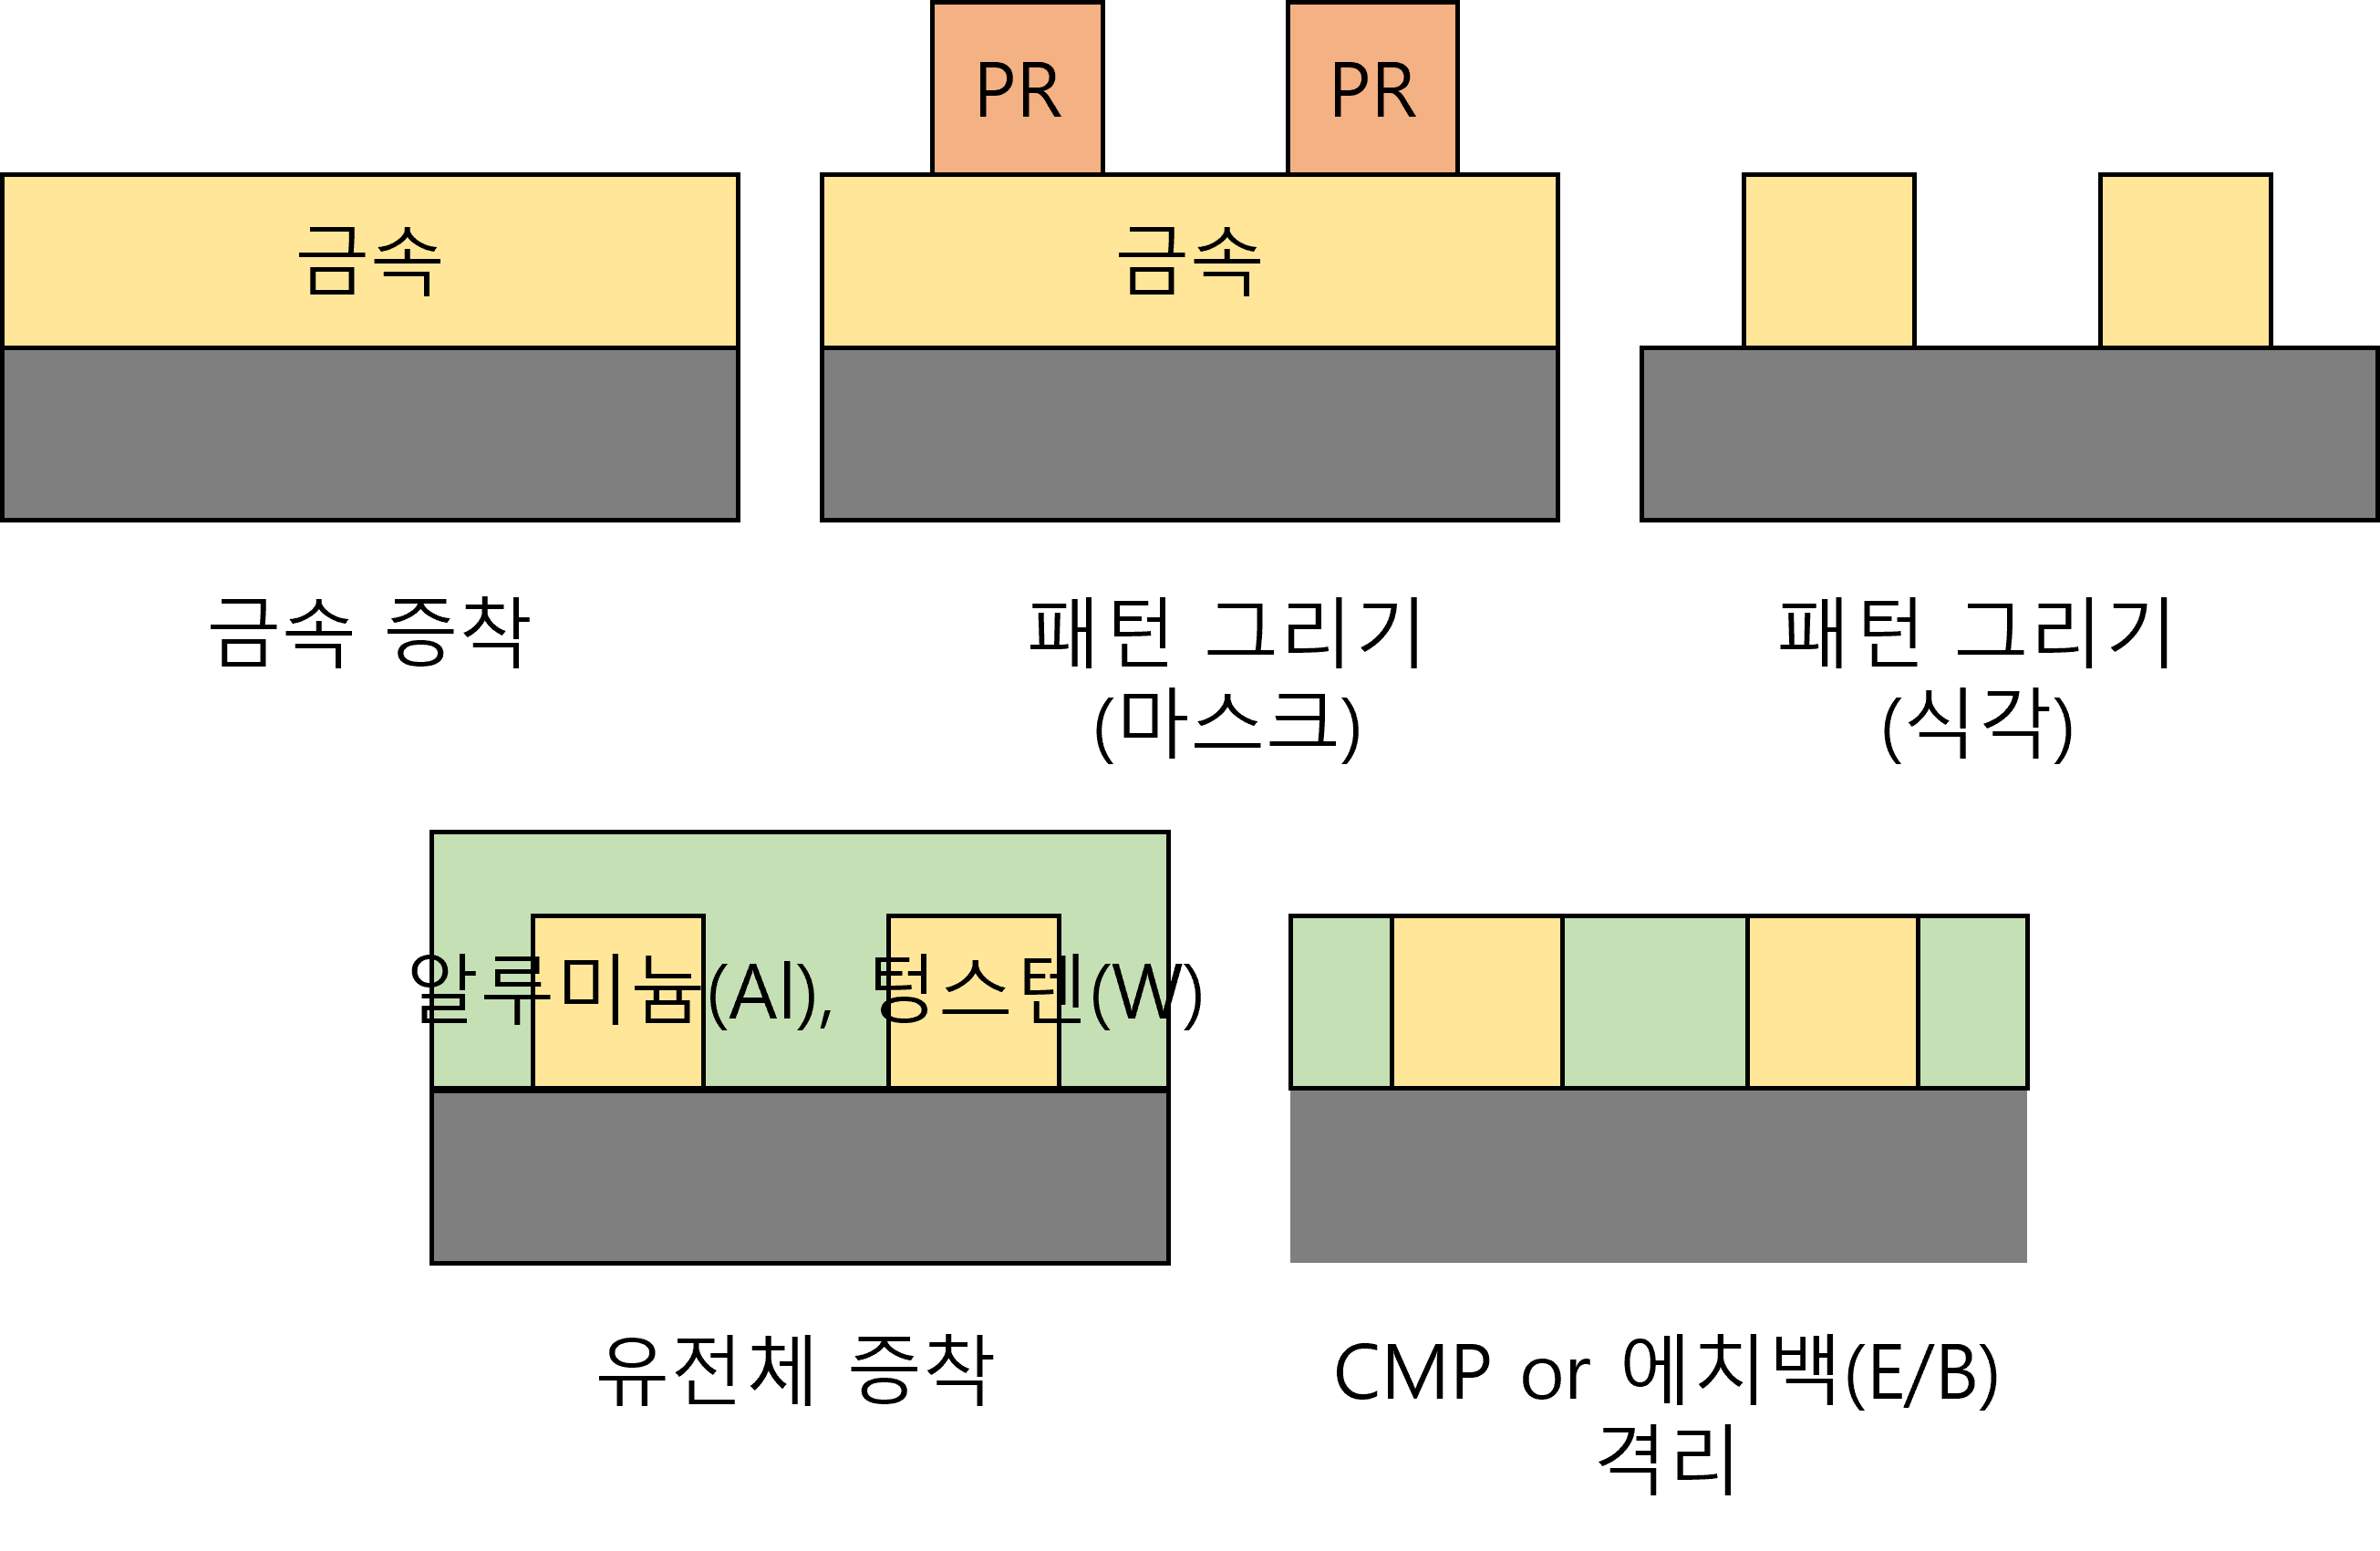 PR
PR
금속
금속
금속 증착
패턴 그리기
(마스크)
패턴 그리기
(식각)
알루미늄(Al), 텅스텐(W)
유전체 증착
CMP or 에치백(E/B)
격리